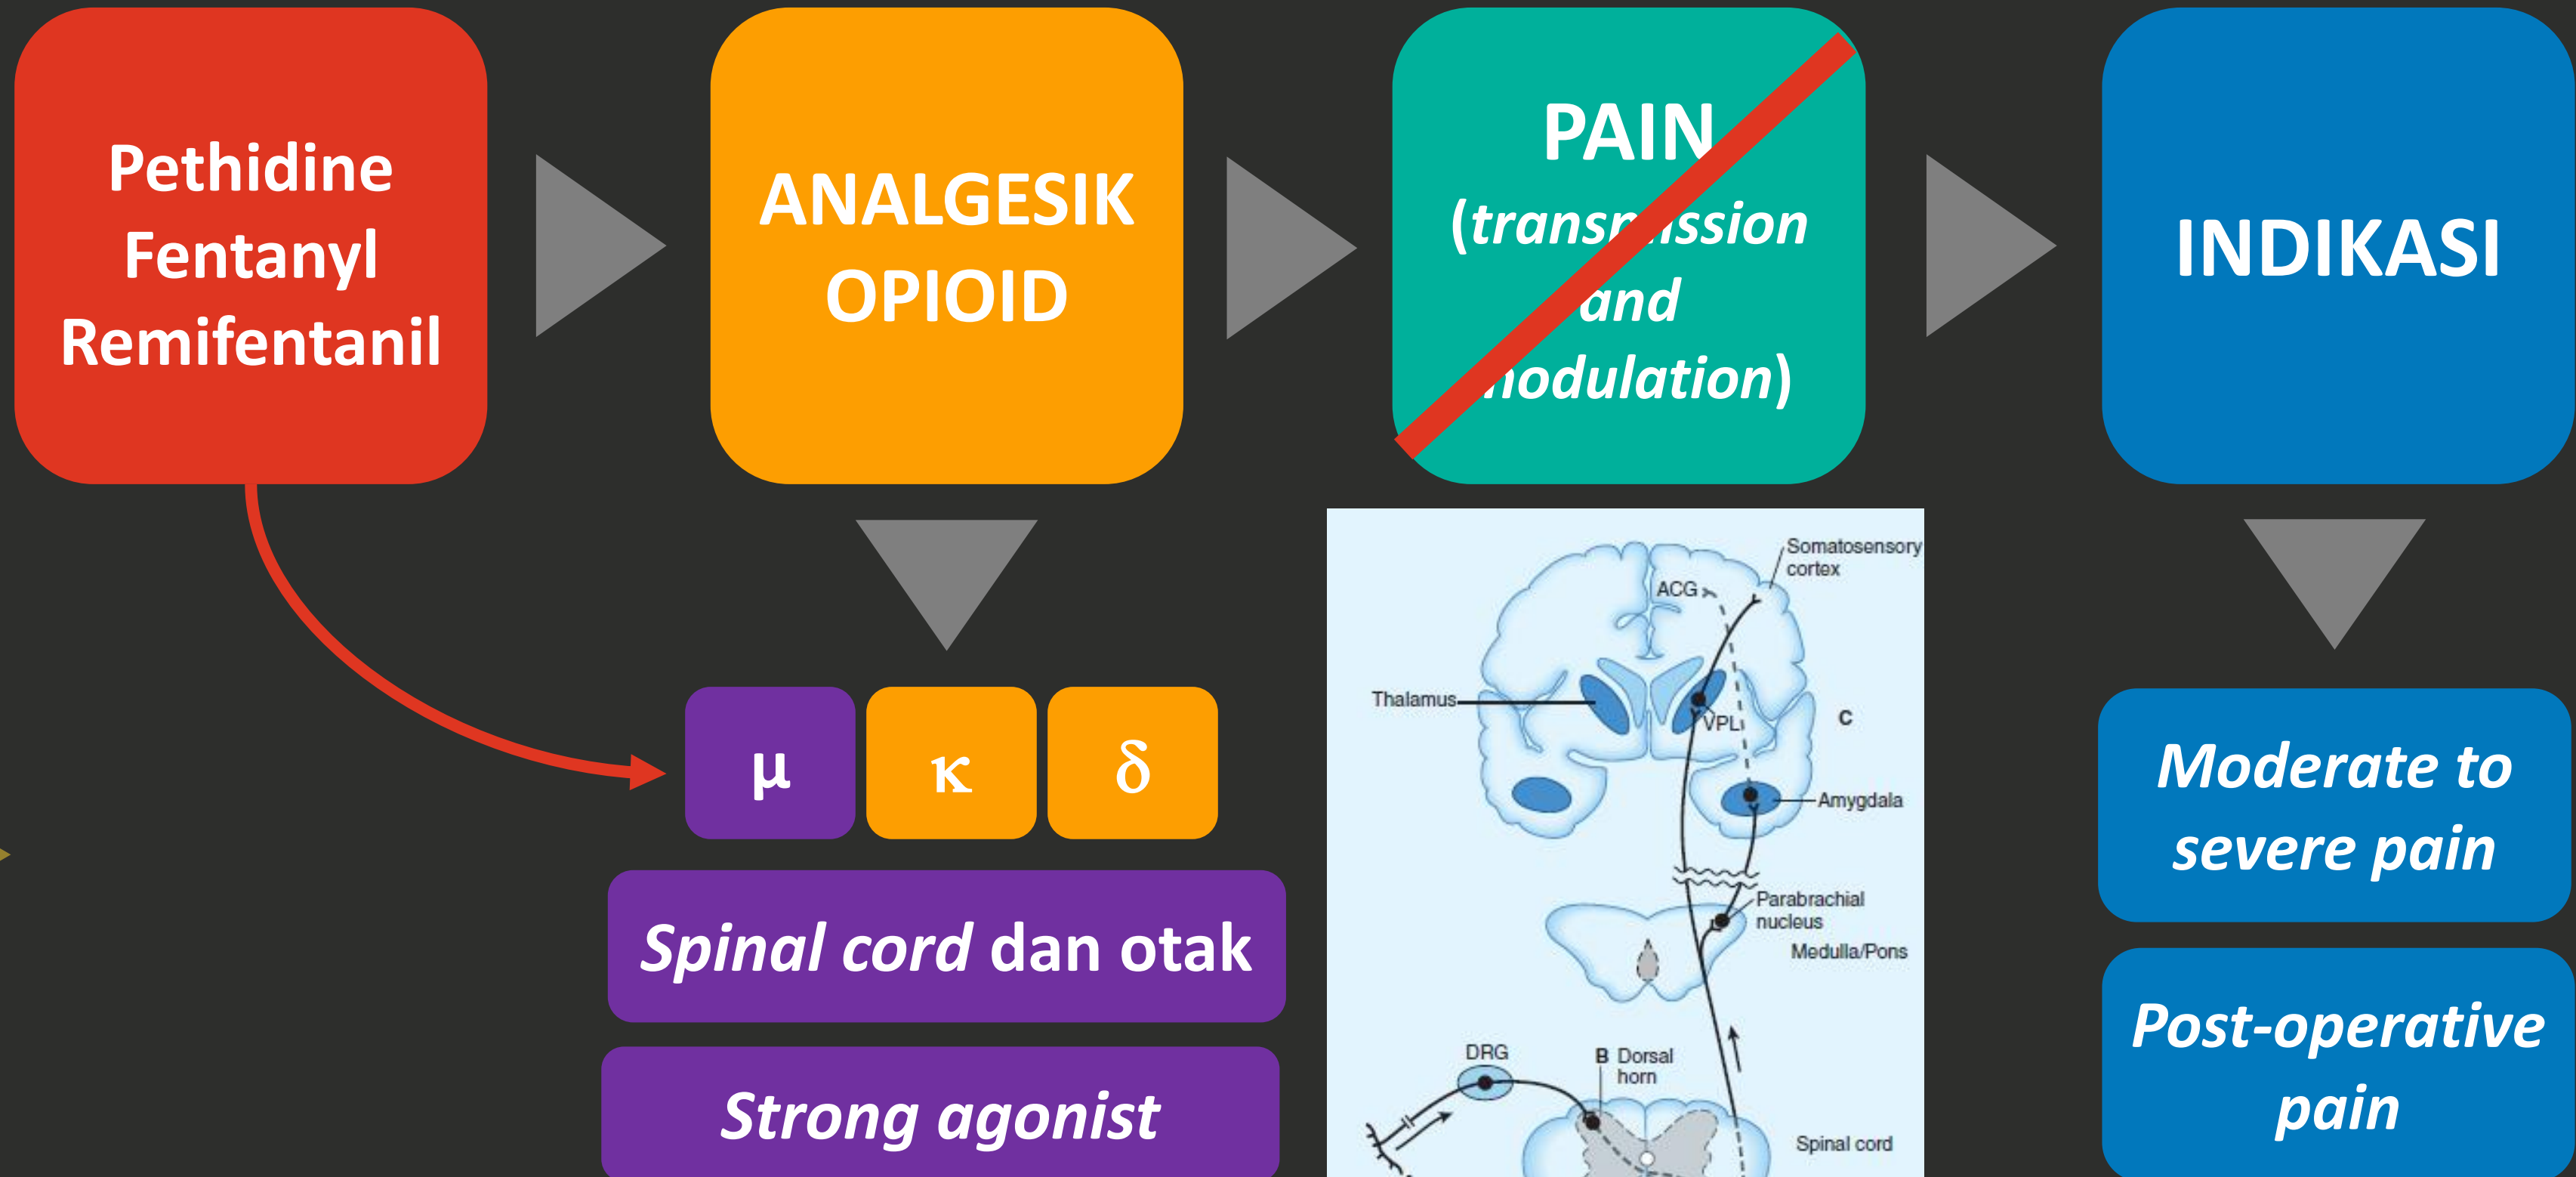 Pethidine
Fentanyl
Remifentanil
ANALGESIK
OPIOID
PAIN
(transmission
and
modulation)
INDIKASI
μ
κ
δ
Spinal cord dan otak
Strong agonist
Somatosensory
cortex
ACG
Thalamus
VPL
C
Amygdala
Parabrachial
nucleus
Medulla/Pons
DRG
B Dorsal
horn
Spinal cord
Moderate to
severe pain
Post-operative
pain